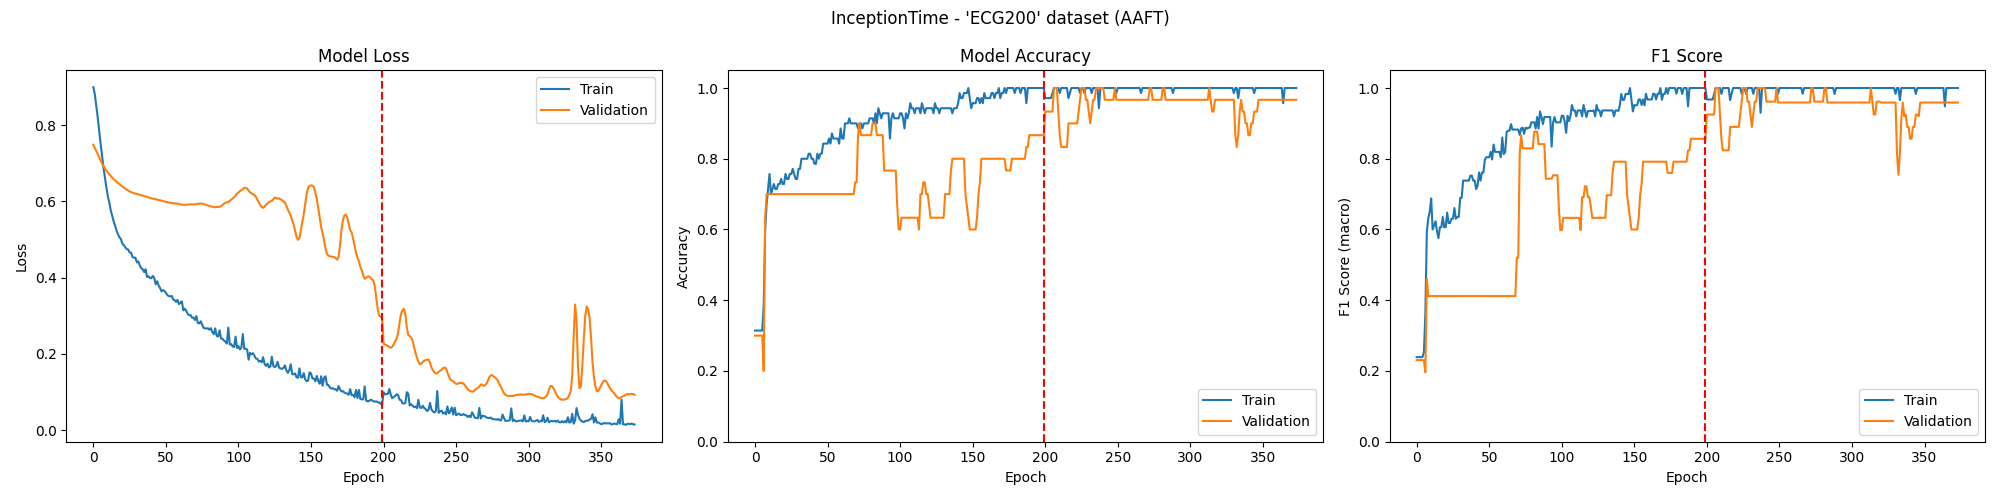 InceptionTime - 'ECG200' dataset (AAFT)
Model Loss
Loss
0.8
0.6
0.4
0.2
0.0
0 50 100 150 200 250 300 350
Epoch
Train
Validation
Model Accuracy
Accuracy
1.0
0.8
0.6
0.4
0.2
0.0
0 50 100 150 200 250 300 350
Epoch
Train
Validation
F1 Score
F1 Score (macro)
1.0
0.8
0.6
0.4
0.2
0.0
0 50 100 150 200 250 300 350
Epoch
Train
Validation